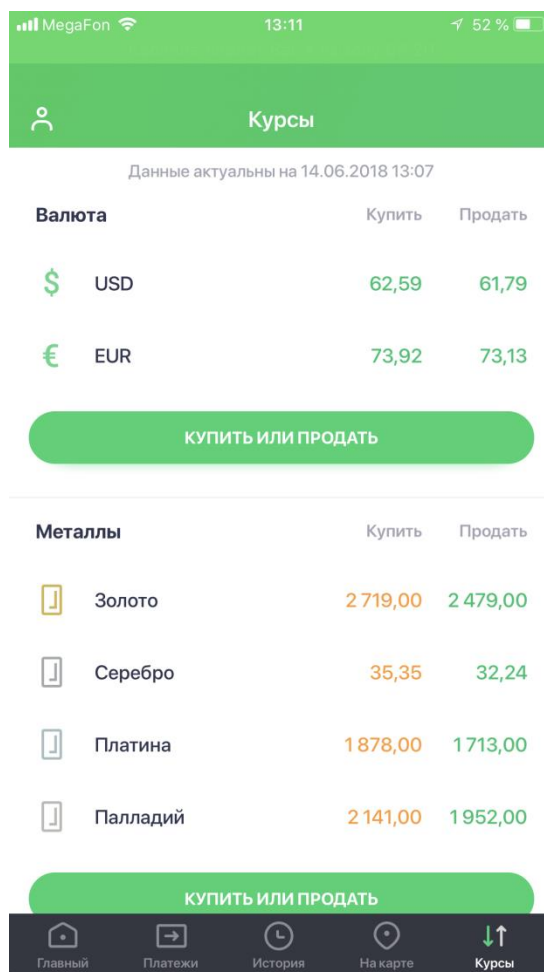 MegaFon 13:11 52 %
Курсы
Данные актуальны на 14.06.2018 13:07
Валюта Купить Продать
$ USD 62,59 61,79
€ EUR 73,92 73,13
КУПИТЬ ИЛИ ПРОДАТЬ
Металлы Купить Продать
Золото 2 719,00 2 479,00
Серебро 35,35 32,24
Платина 1 878,00 1 713,00
Палладий 2 141,00 1 952,00
КУПИТЬ ИЛИ ПРОДАТЬ
Главный Платежи История На карте Курсы